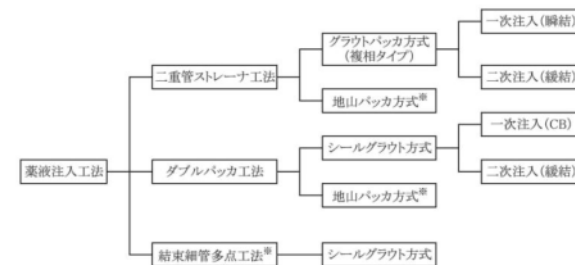 一次注入(瞬結)
グラウトパッカ方式
(複相タイプ)
二重管ストレーナ工法
二次注入(緩結)
地山パッカ方式※
一次注入(CB)
シールグラウト方式
薬液注入工法
ダブルパッカ工法
二次注入(緩結)
地山パッカ方式※
結束細管多点工法※
シールグラウト方式